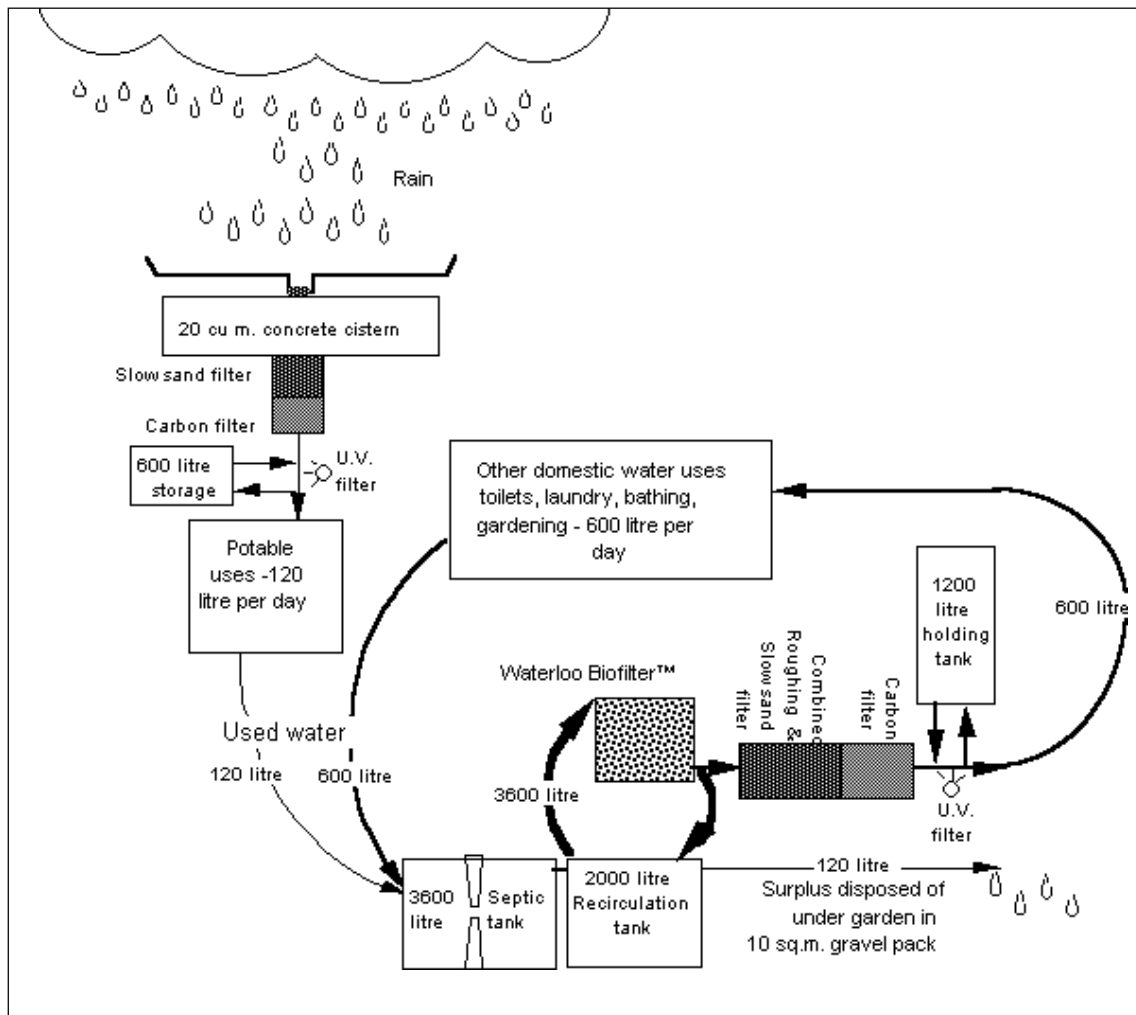 Rain
20 cu m. concrete cistern
Slow sand filter
Carbon filter
600 litre
storage
U.V.
filter
Potable
uses -120
litre per day
Other domestic water uses
toilets, laundry, bathing,
gardening - 600 litre per
day
1200
litre
holding
tank
600 litre
Waterloo Biofilter™
Slow sand
filter
Roughing &
Combined
Carbon
filter
U.V.
filter
Used water
120 litre
600 litre
3600 litre
3600
litre
Septic
tank
2000 litre
Recirculation
tank
120 litre
Surplus disposed of
under garden in
10 sq.m. gravel pack